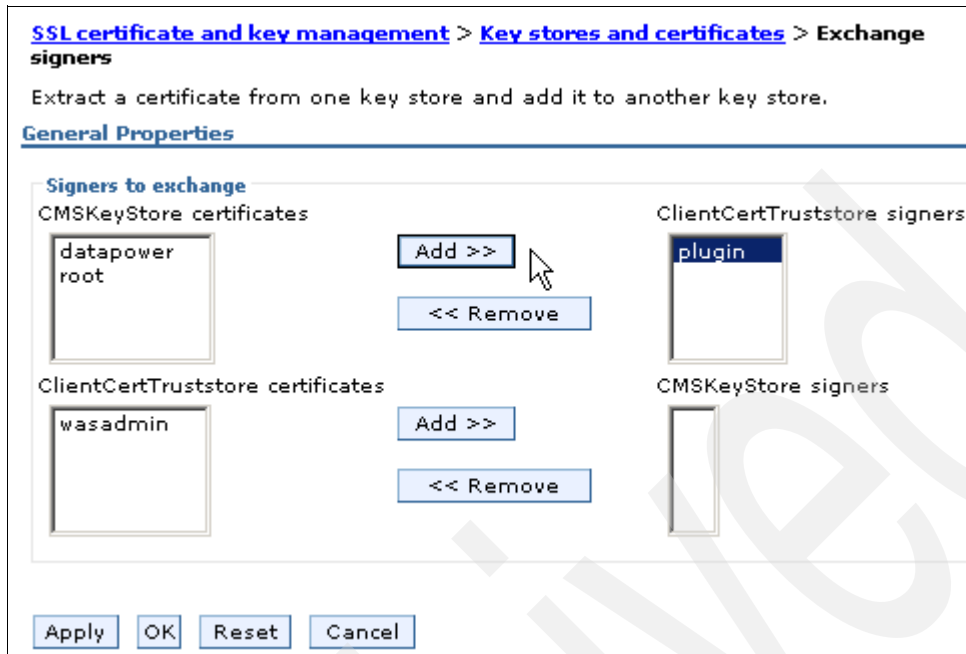 SSL certificate and key management > Key stores and certificates > Exchange
signers
Extract a certificate from one key store and add it to another key store.
General Properties
Signers to exchange
CMSKeyStore certificates
ClientCertTruststore signers
datapower
root
Add >>
<< Remove
plugin
ClientCertTruststore certificates
CMSKeyStore signers
wasadmin
Add >>
<< Remove
Apply OK Reset Cancel